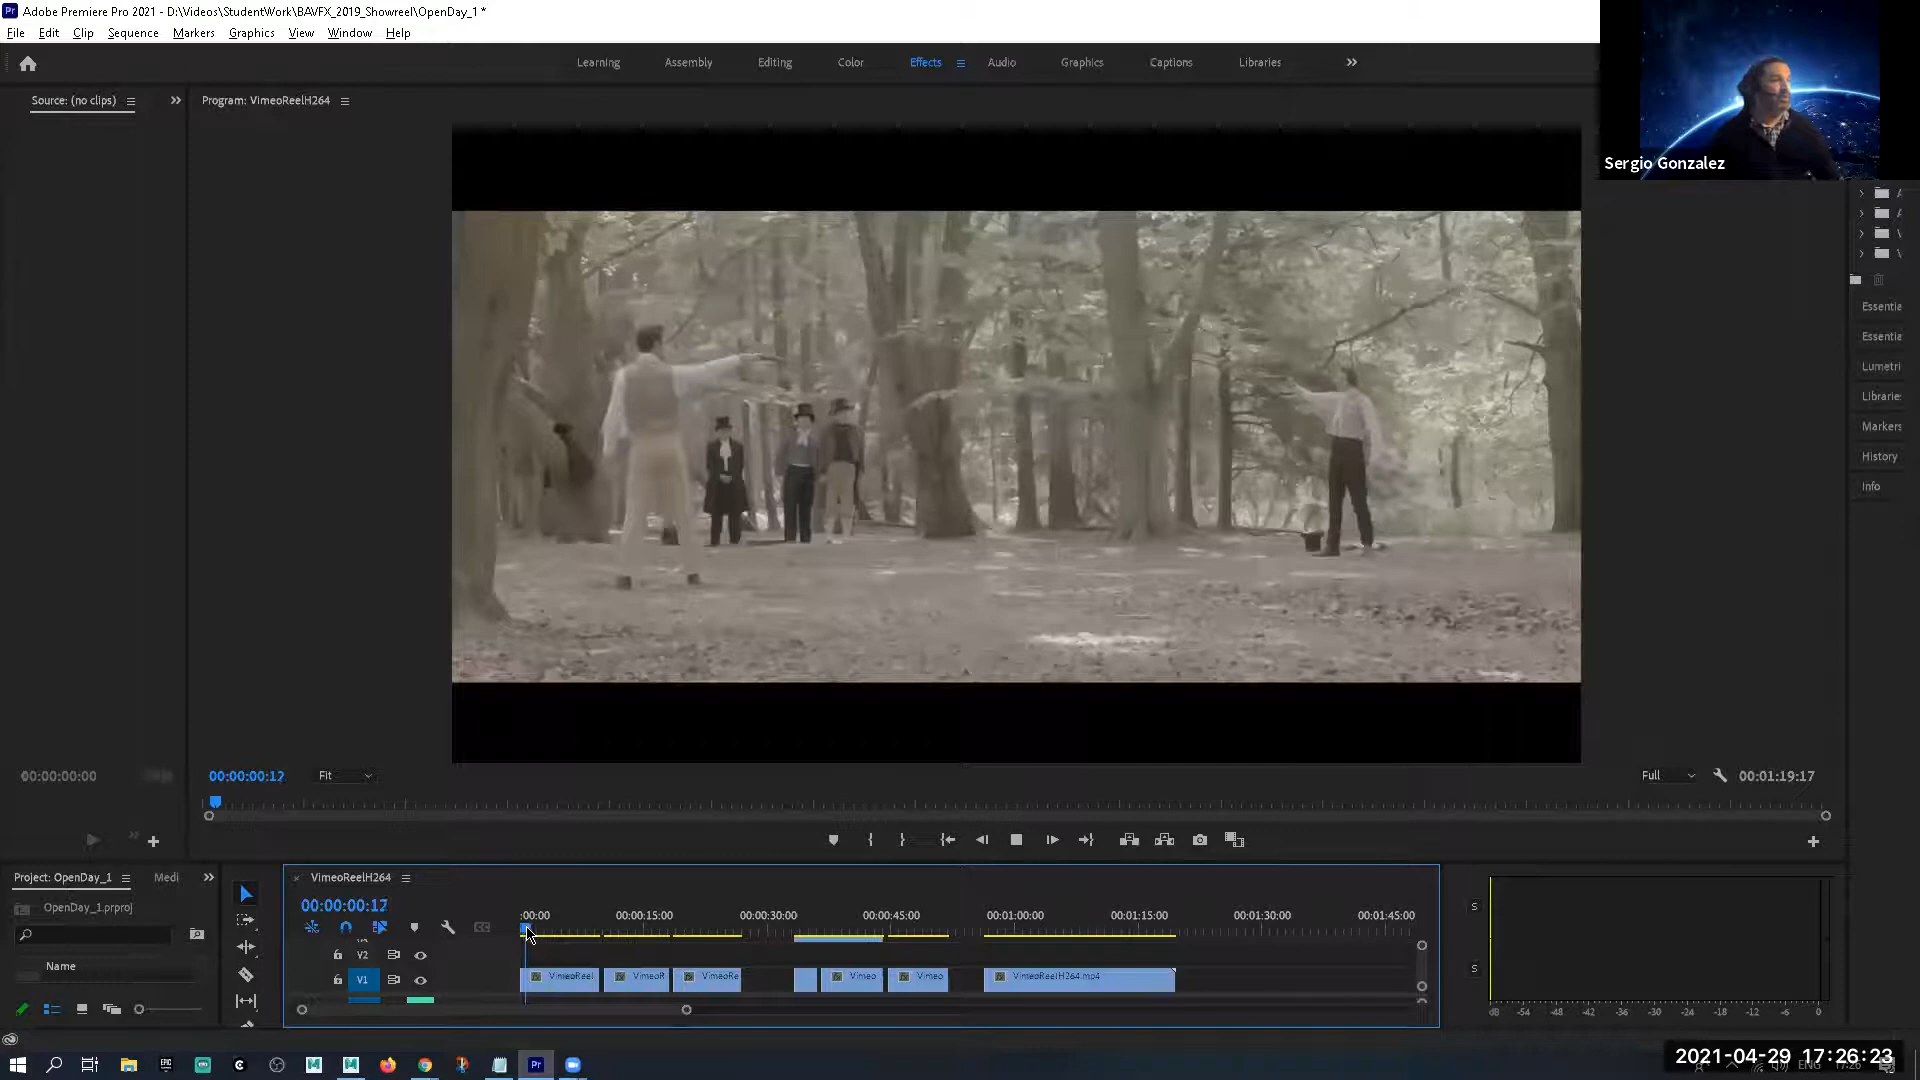 Adobe Premiere Pro 2021 - D:\Videos\StudentWork\BAVFX_2019_Showreel\OpenDay_1 *
File Edit Clip Sequence Markers Graphics View Window Help
Learning Assembly Editing Color Effects Audio Graphics Captions Libraries
Source: (no clips)
Program: VimeoReelH264
Sergio Gonzalez
Essentia
Essentia
Lumetri
Librarie
Markers
History
Info
00:00:00:00
00:00:00:12
Fit
Full
00:01:19:17
Project: OpenDay_1
Medi
VimeoReelH264
OpenDay_1.prproj
00:00:00:12
:00:00 00:00:15:00 00:00:30:00 00:00:45:00 00:01:00:00 00:01:15:00 00:01:30:00 00:01:45:00
Name
V2
V1
VimeoReel VimeoR VimeoRe Vimeo Vimeo VimeoReelH264.mp4
S
S
dB -54 -48 -42 -36 -30 -24 -18 -12 -6 0
2021-04-29 17:26:23